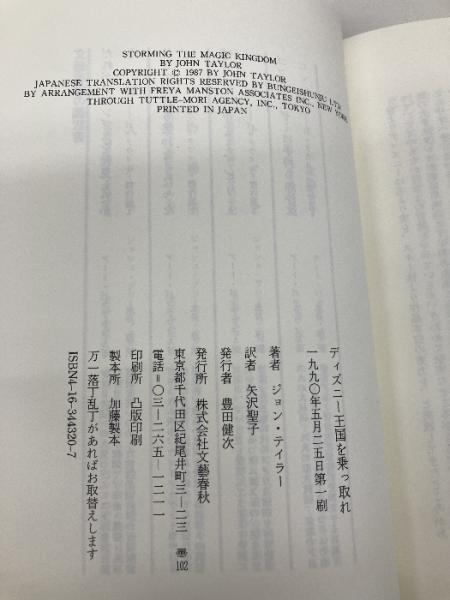 STORMING THE MAGIC KINGDOM
BY JOHN TAYLOR
COPYRIGHT © 1987 BY JOHN TAYLOR
JAPANESE TRANSLATION RIGHTS RESERVED BY BUNGEISHUNJU LTD.
BY ARRANGEMENT WITH FREYA MANSTON ASSOCIATES INC., NEW YORK
THROUGH TUTTLE-MORI AGENCY, INC., TOKYO
PRINTED IN JAPAN
ディズニー王国を乗っ取れ
一九九〇年五月二五日第一刷
著者 ジョン・テイラー
訳者 矢沢聖子
発行者 豊田健次
発行所 株式会社文藝春秋
東京都千代田区紀尾井町三―二三 〠102
電話＝〇三―二六五―一二一一
印刷所 凸版印刷
製本所 加藤製本
万一落丁乱丁があればお取替えします
ISBN4-16-344320-7